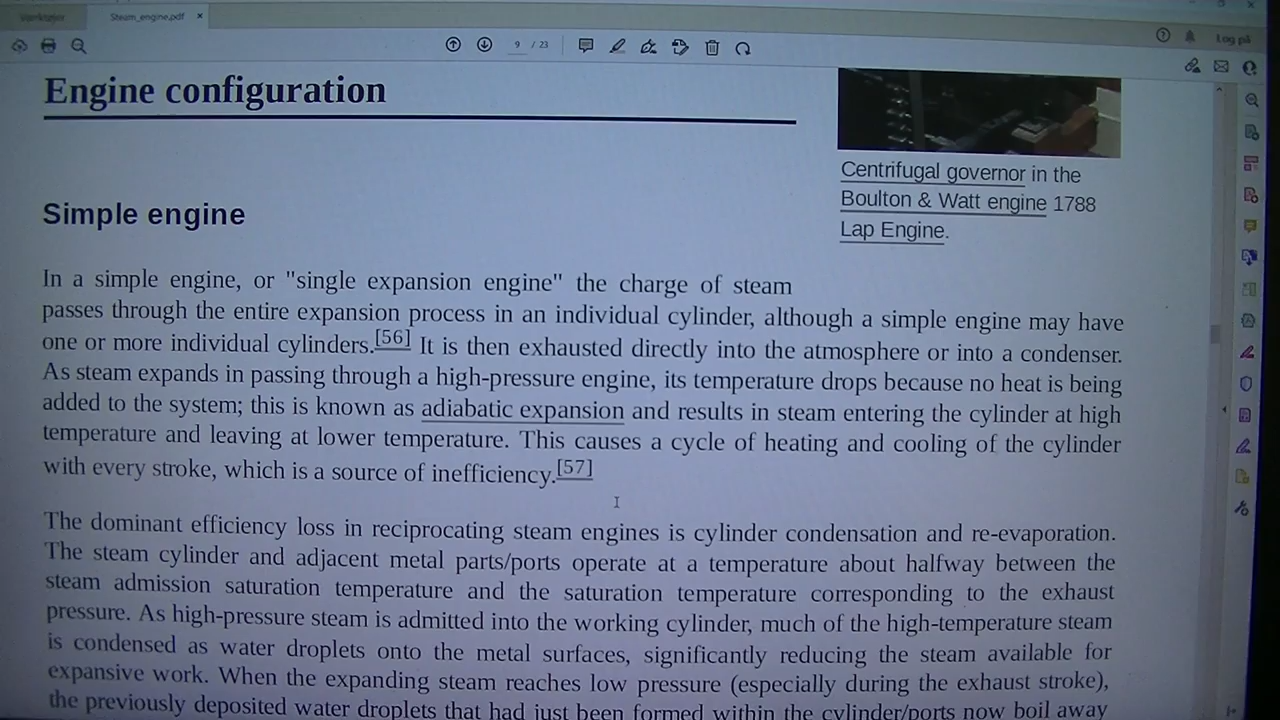 Værktøjer
Steam_engine.pdf ×
9 / 23
Log på
Engine configuration
Centrifugal governor in the
Boulton & Watt engine 1788
Lap Engine.
Simple engine
In a simple engine, or "single expansion engine" the charge of steam
passes through the entire expansion process in an individual cylinder, although a simple engine may have
one or more individual cylinders.[56] It is then exhausted directly into the atmosphere or into a condenser.
As steam expands in passing through a high-pressure engine, its temperature drops because no heat is being
added to the system; this is known as adiabatic expansion and results in steam entering the cylinder at high
temperature and leaving at lower temperature. This causes a cycle of heating and cooling of the cylinder
with every stroke, which is a source of inefficiency.[57]
The dominant efficiency loss in reciprocating steam engines is cylinder condensation and re-evaporation.
The steam cylinder and adjacent metal parts/ports operate at a temperature about halfway between the
steam admission saturation temperature and the saturation temperature corresponding to the exhaust
pressure. As high-pressure steam is admitted into the working cylinder, much of the high-temperature steam
is condensed as water droplets onto the metal surfaces, significantly reducing the steam available for
expansive work. When the expanding steam reaches low pressure (especially during the exhaust stroke),
the previously deposited water droplets that had just been formed within the cylinder/ports now boil away